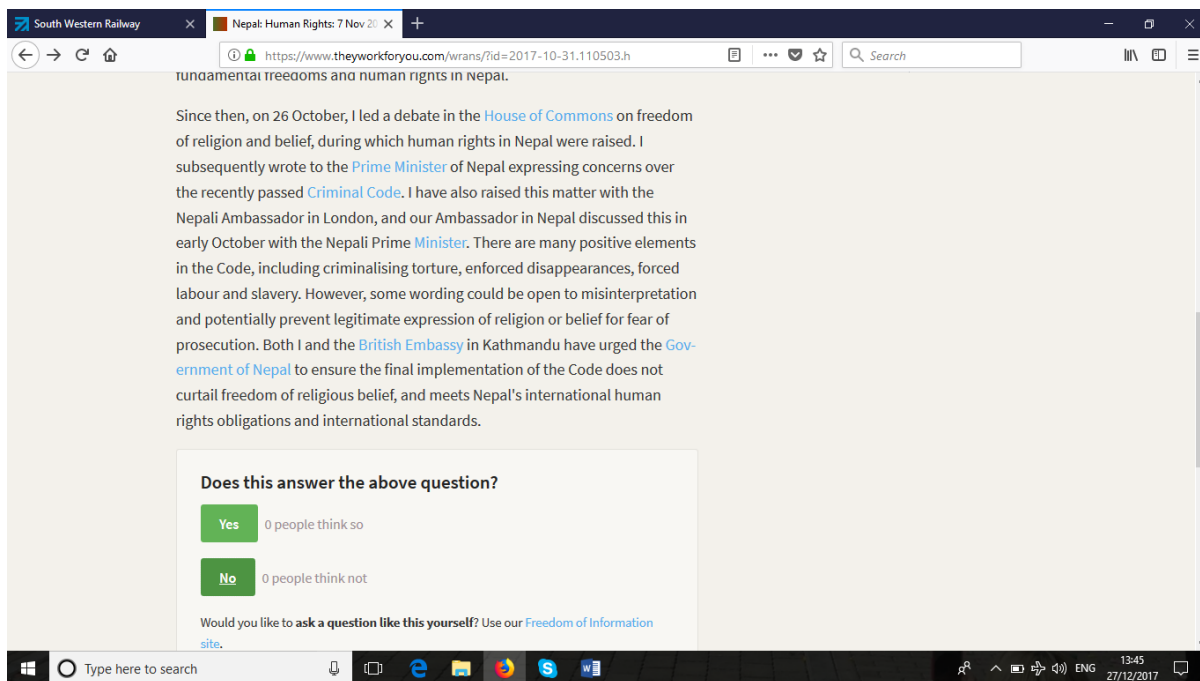 South Western Railway
Nepal: Human Rights: 7 Nov 20
https://www.theyworkforyou.com/wrans/?id=2017-10-31.110503.h
Search
fundamental freedoms and human rights in Nepal.
Since then, on 26 October, I led a debate in the House of Commons on freedom
of religion and belief, during which human rights in Nepal were raised. I
subsequently wrote to the Prime Minister of Nepal expressing concerns over
the recently passed Criminal Code. I have also raised this matter with the
Nepali Ambassador in London, and our Ambassador in Nepal discussed this in
early October with the Nepali Prime Minister. There are many positive elements
in the Code, including criminalising torture, enforced disappearances, forced
labour and slavery. However, some wording could be open to misinterpretation
and potentially prevent legitimate expression of religion or belief for fear of
prosecution. Both I and the British Embassy in Kathmandu have urged the Gov-
ernment of Nepal to ensure the final implementation of the Code does not
curtail freedom of religious belief, and meets Nepal's international human
rights obligations and international standards.
Does this answer the above question?
Yes 0 people think so
No 0 people think not
Would you like to ask a question like this yourself? Use our Freedom of Information
site.
Type here to search
ENG
13:45
27/12/2017